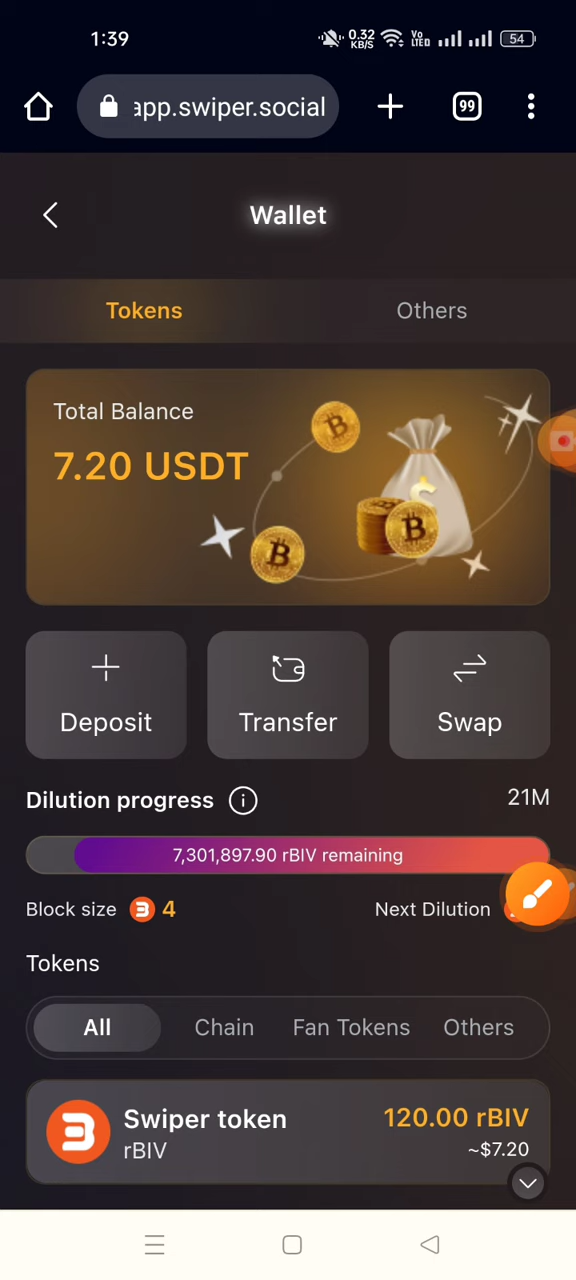 1:39
0.32 KB/S
Vo LTED
54
app.swiper.social
99
Wallet
Tokens
Others
Total Balance
7.20 USDT
Deposit
Transfer
Swap
Dilution progress
21M
7,301,897.90 rBIV remaining
Block size 4
Next Dilution
Tokens
All
Chain
Fan Tokens
Others
Swiper token
120.00 rBIV
rBIV
~$7.20